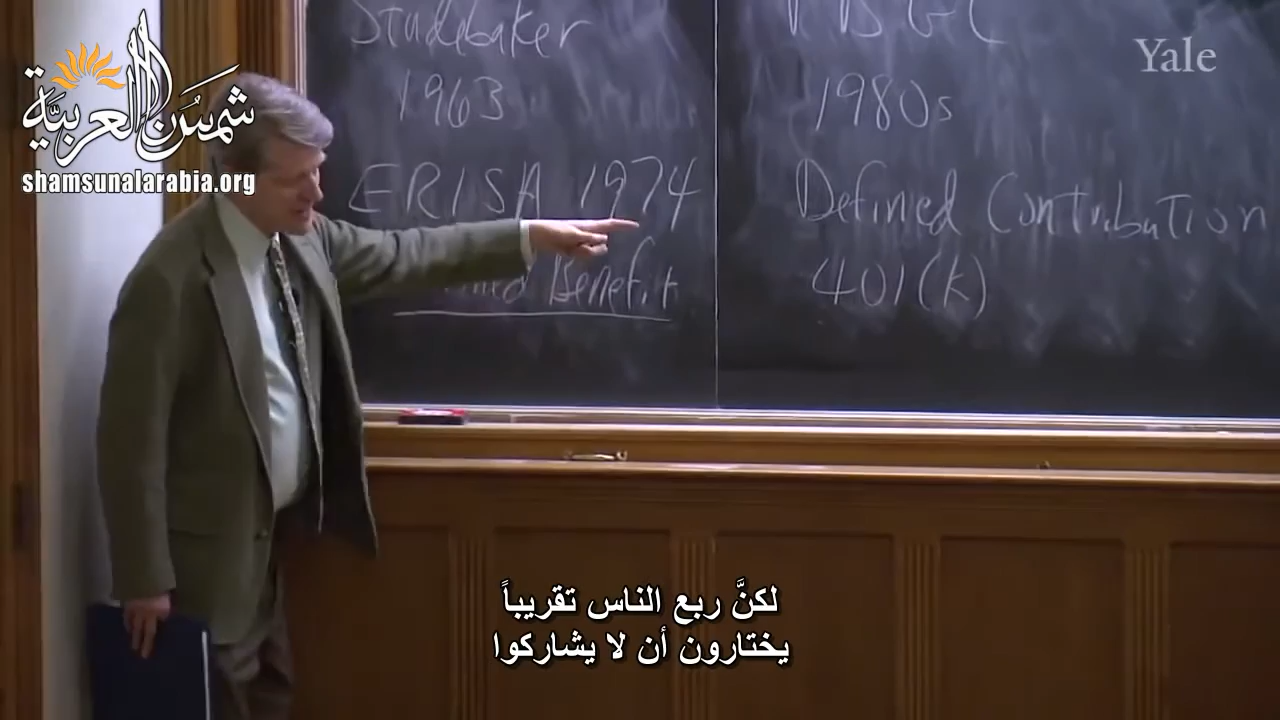 شمس العربية
shamsunalarabia.org
Yale
Studebaker
1963
ERISA 1974
Benefit
PBGC
1980s
Defined Contribution
401(k)
لكنَّ ربع الناس تقريباً
يختارون أن لا يشاركوا